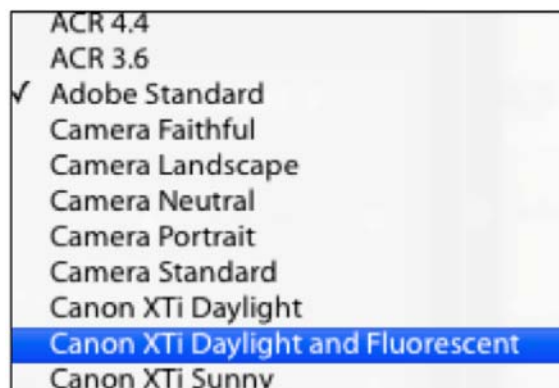 ACR 4.4
ACR 3.6
✓ Adobe Standard
Camera Faithful
Camera Landscape
Camera Neutral
Camera Portrait
Camera Standard
Canon XTi Daylight
Canon XTi Daylight and Fluorescent
Canon XTi Sunny